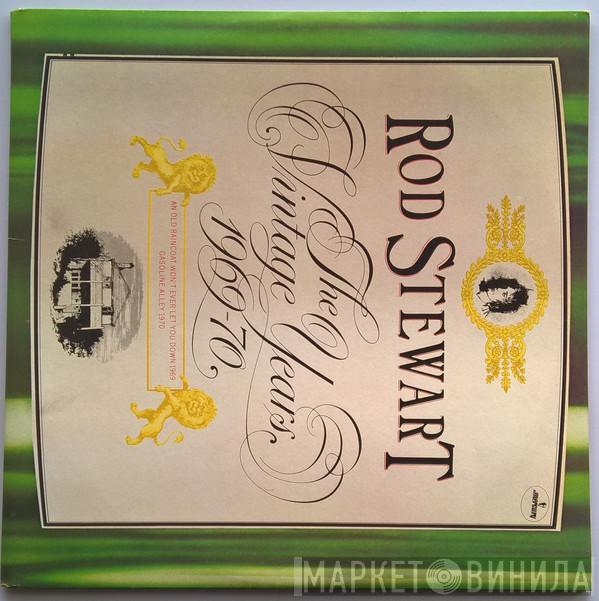 ROD STEWART
The
Vintage Years
1969-70
AN OLD RAINCOAT WON'T EVER LET YOU DOWN 1969
GASOLINE ALLEY 1970
mercury
МАРКЕТ ВИНИЛА